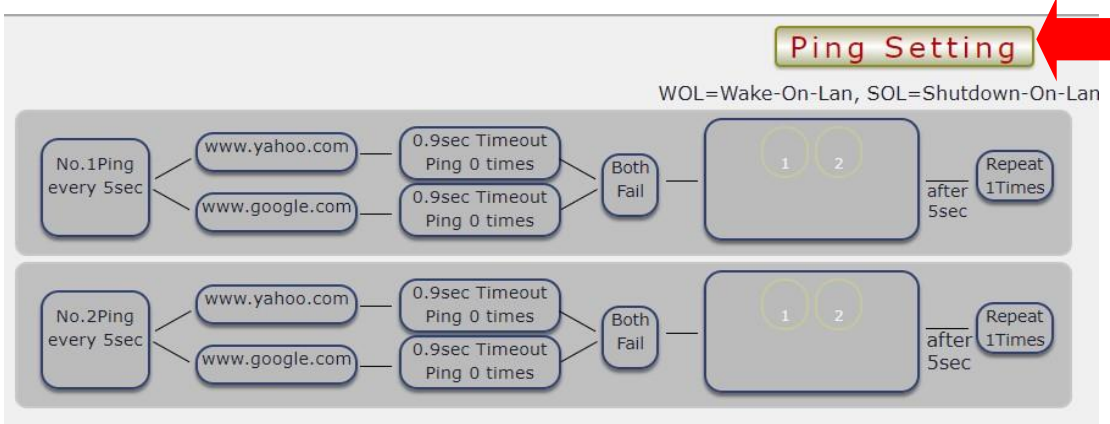 Ping Setting
WOL=Wake-On-Lan, SOL=Shutdown-On-Lan
No.1Ping
every 5sec
www.yahoo.com
www.google.com
0.9sec Timeout
Ping 0 times
0.9sec Timeout
Ping 0 times
Both
Fail
1 2
after
5sec
Repeat
1Times
No.2Ping
every 5sec
www.yahoo.com
www.google.com
0.9sec Timeout
Ping 0 times
0.9sec Timeout
Ping 0 times
Both
Fail
1 2
after
5sec
Repeat
1Times